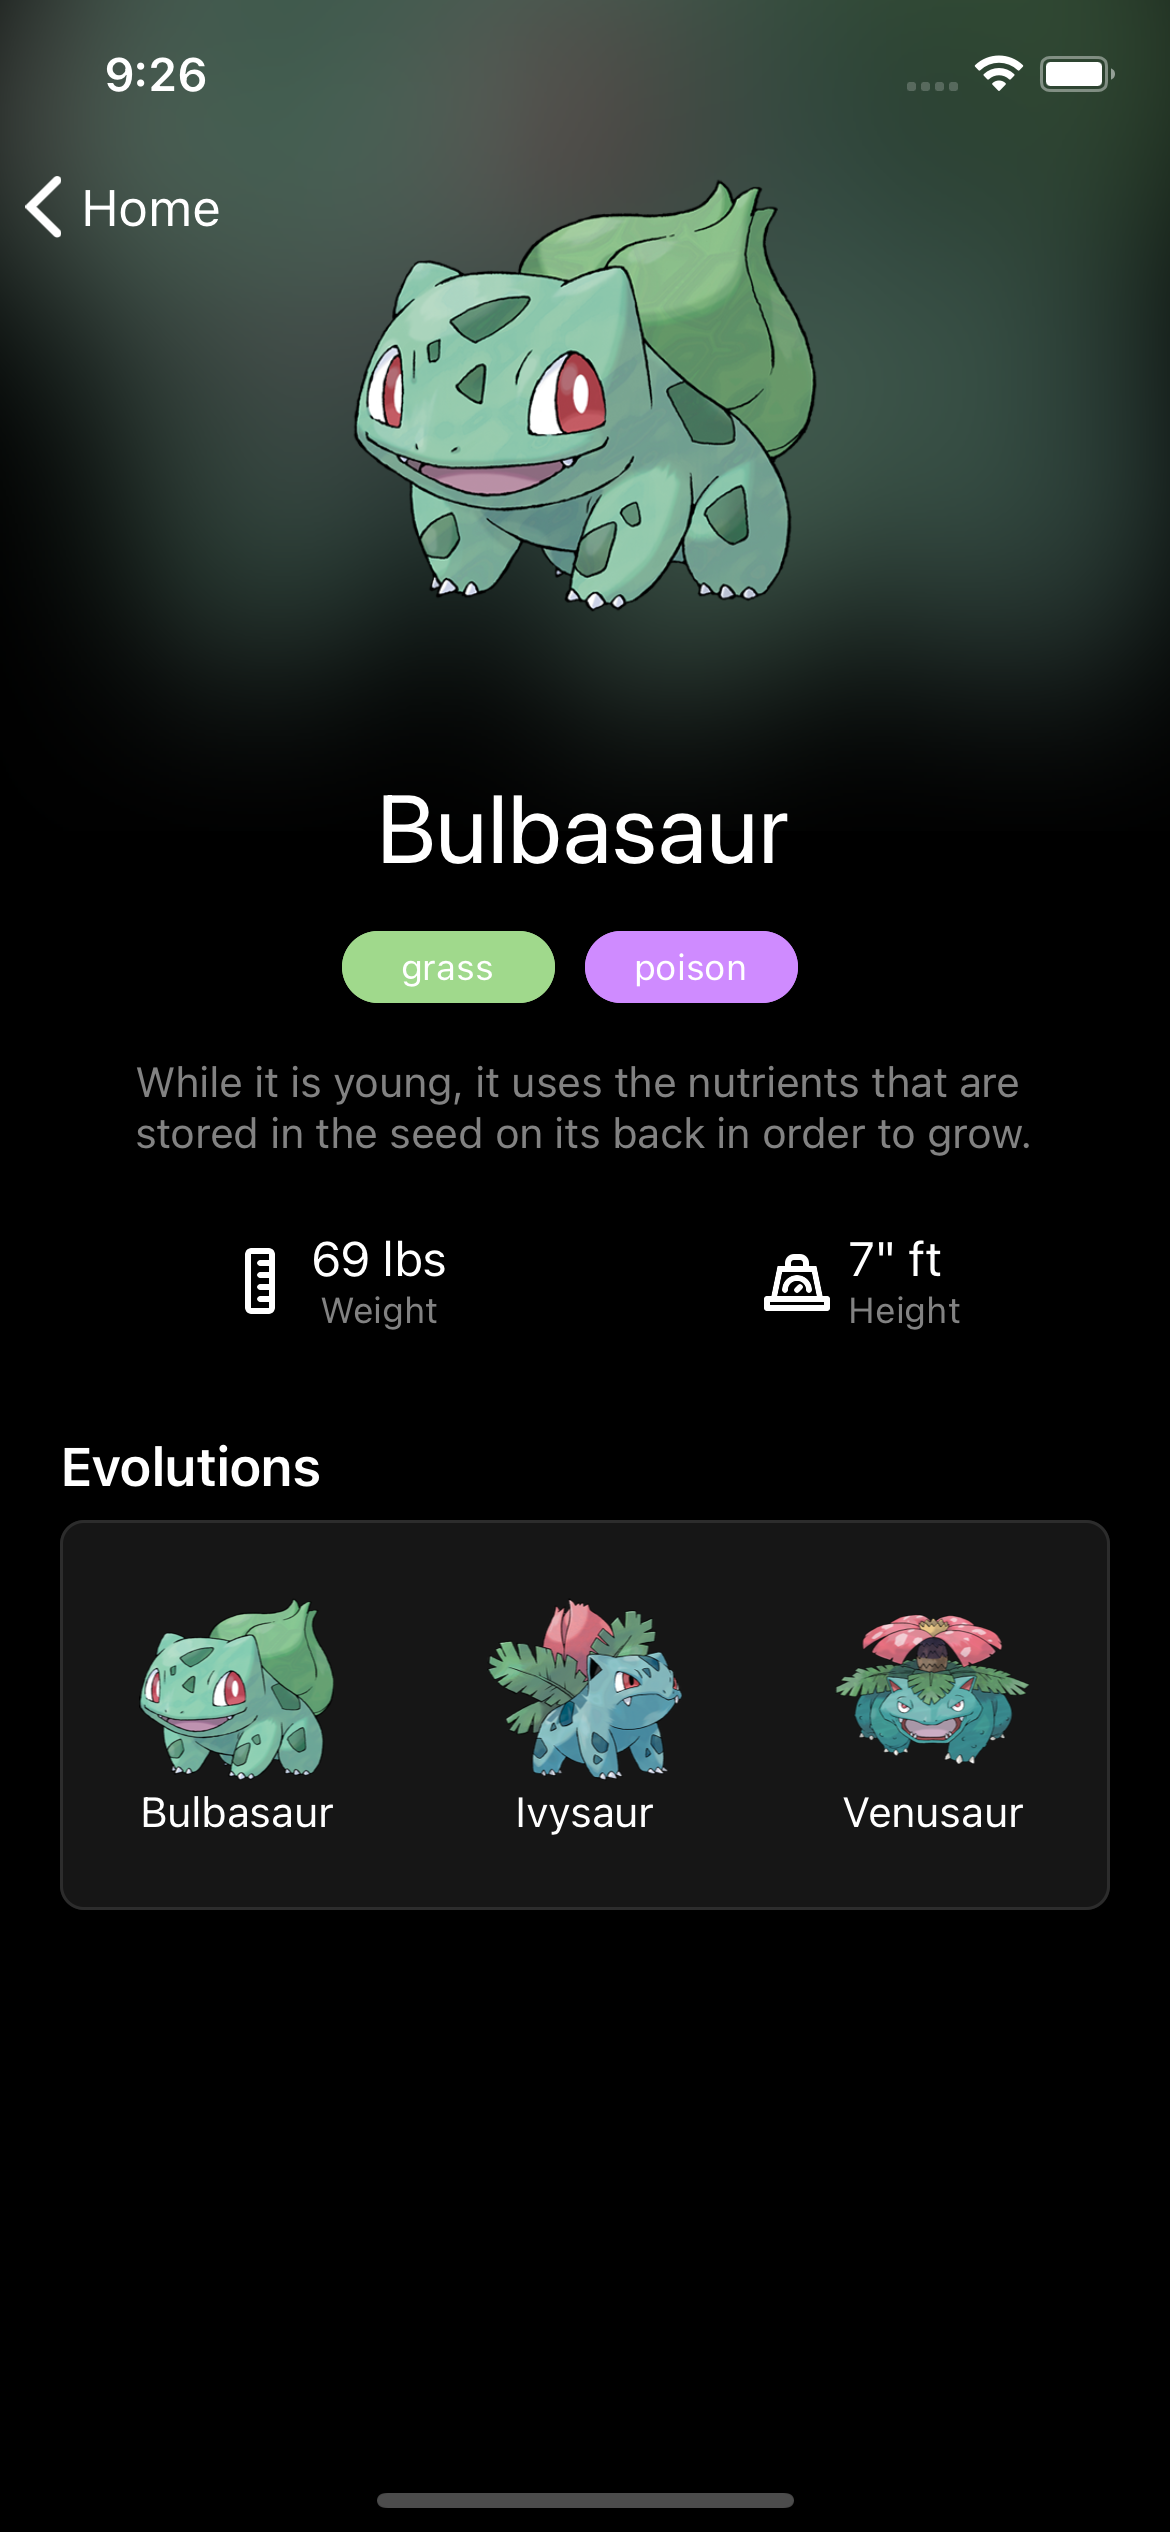 9:26
Home
Bulbasaur
grass
poison
While it is young, it uses the nutrients that are
stored in the seed on its back in order to grow.
69 lbs
Weight
7" ft
Height
Evolutions
Bulbasaur
Ivysaur
Venusaur